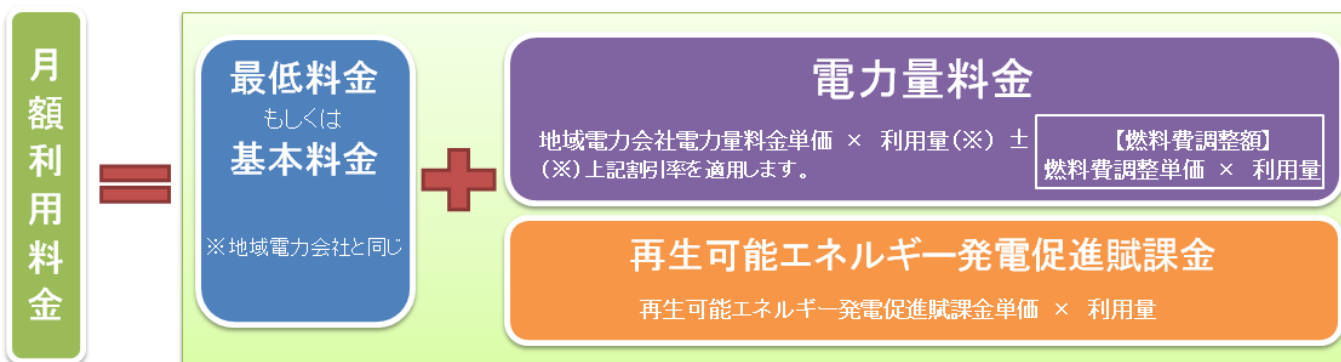 月額利用料金
最低料金
もしくは
基本料金
※地域電力会社と同じ
電力量料金
地域電力会社電力量料金単価 × 利用量(※) ±
(※)上記割引率を適用します。
【燃料費調整額】
燃料費調整単価 × 利用量
再生可能エネルギー発電促進賦課金
再生可能エネルギー発電促進賦課金単価 × 利用量